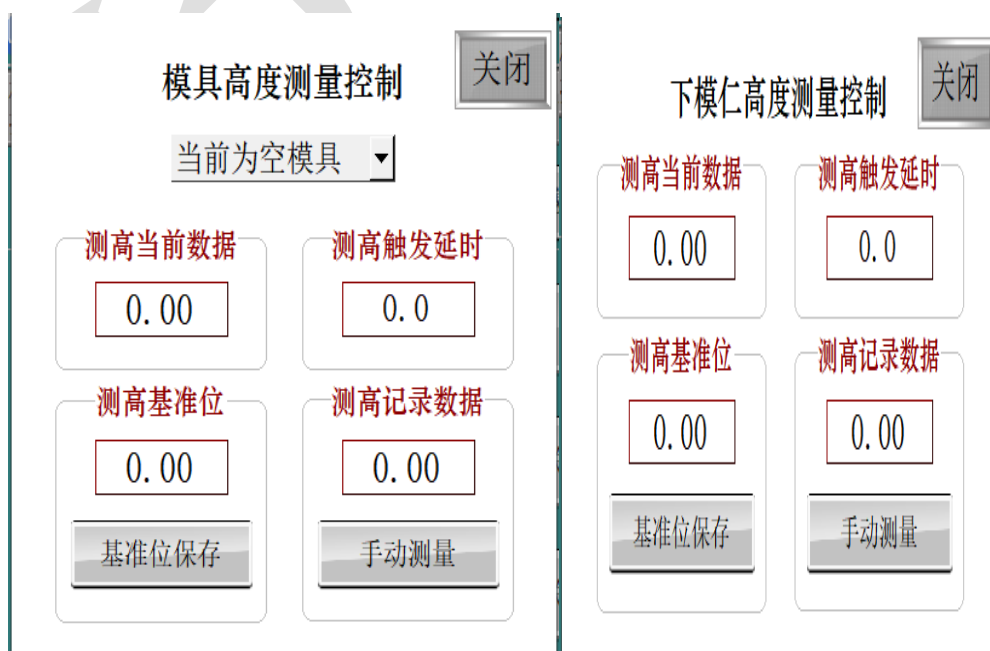 模具高度测量控制
关闭
当前为空模具
测高当前数据
测高触发延时
0.00
0.0
测高基准位
测高记录数据
0.00
0.00
基准位保存
手动测量
下模仁高度测量控制
关闭
测高当前数据
测高触发延时
0.00
0.0
测高基准位
测高记录数据
0.00
0.00
基准位保存
手动测量